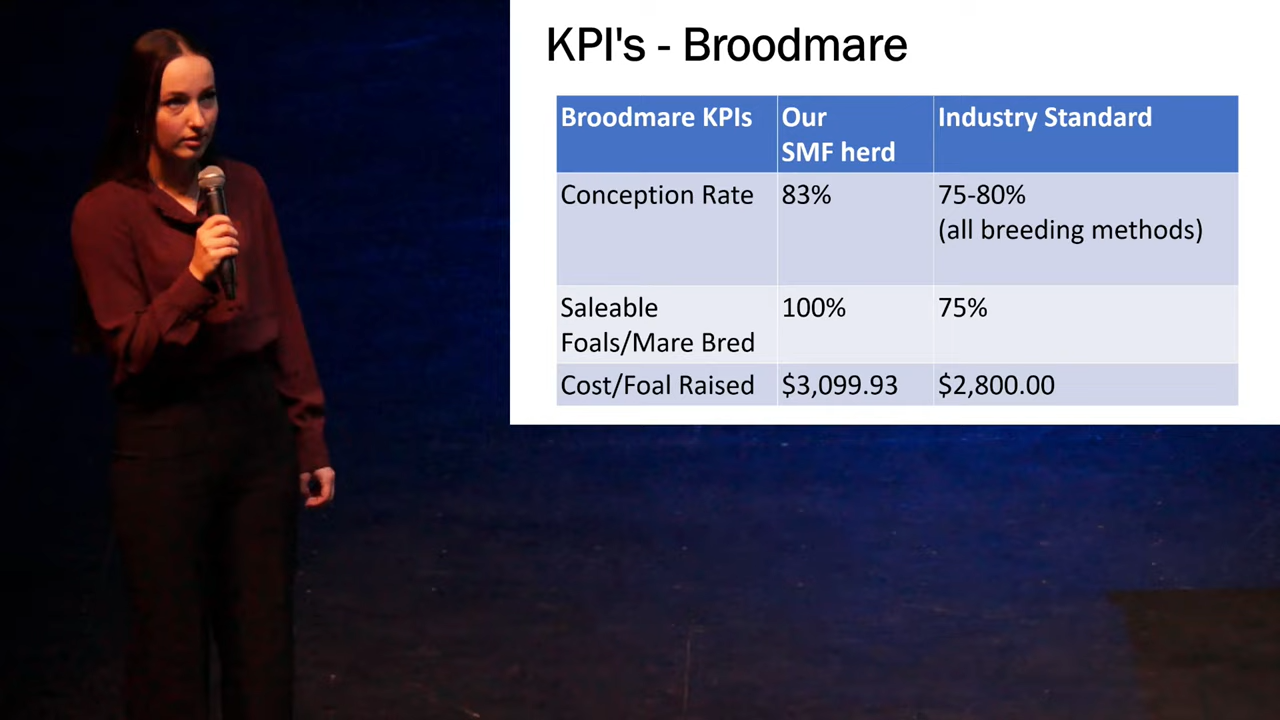 KPI's - Broodmare
Broodmare KPIs
Our
SMF herd
Industry Standard
Conception Rate
83%
75-80%
(all breeding methods)
Saleable
Foals/Mare Bred
100%
75%
Cost/Foal Raised
$3,099.93
$2,800.00